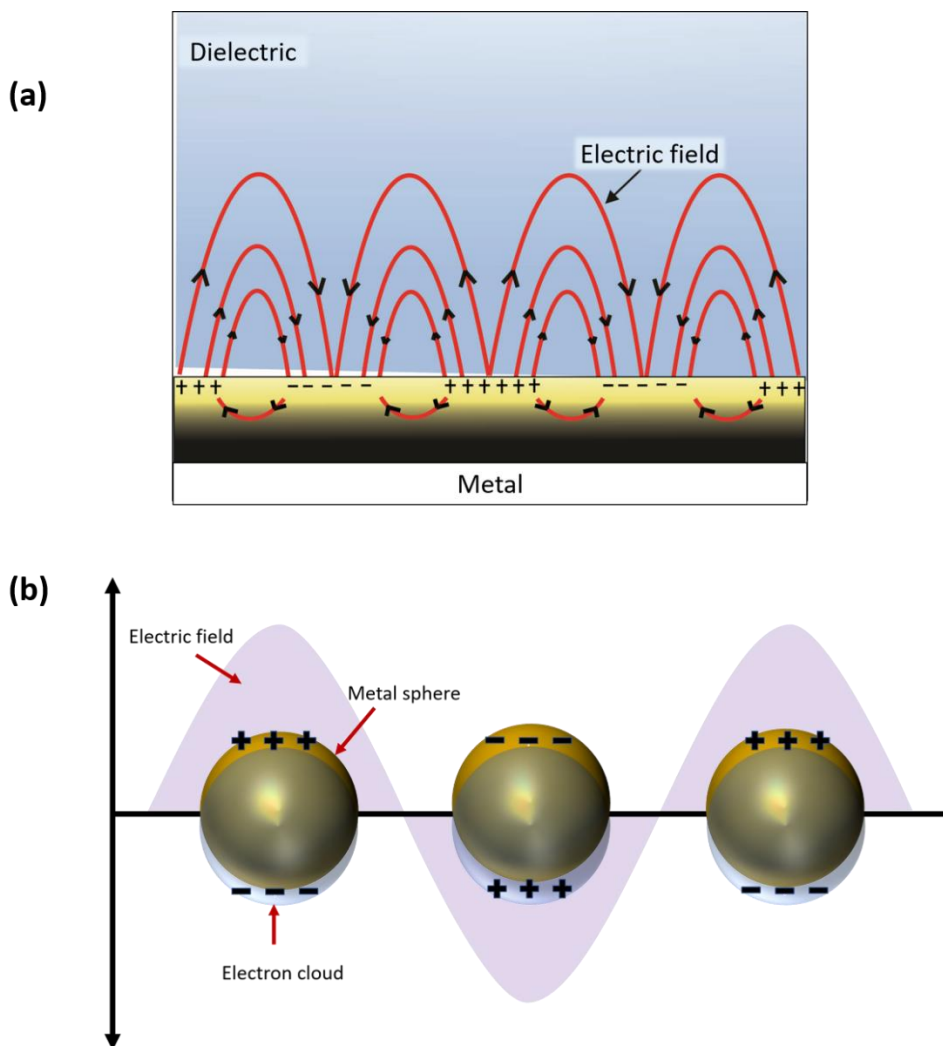 (a)
Dielectric
Electric field
+ + + − − − − − + + + + + + − − − − − + + +
Metal
(b)
Electric field
Metal sphere
+ + + − − − + + +
− − − + + + − − −
Electron cloud